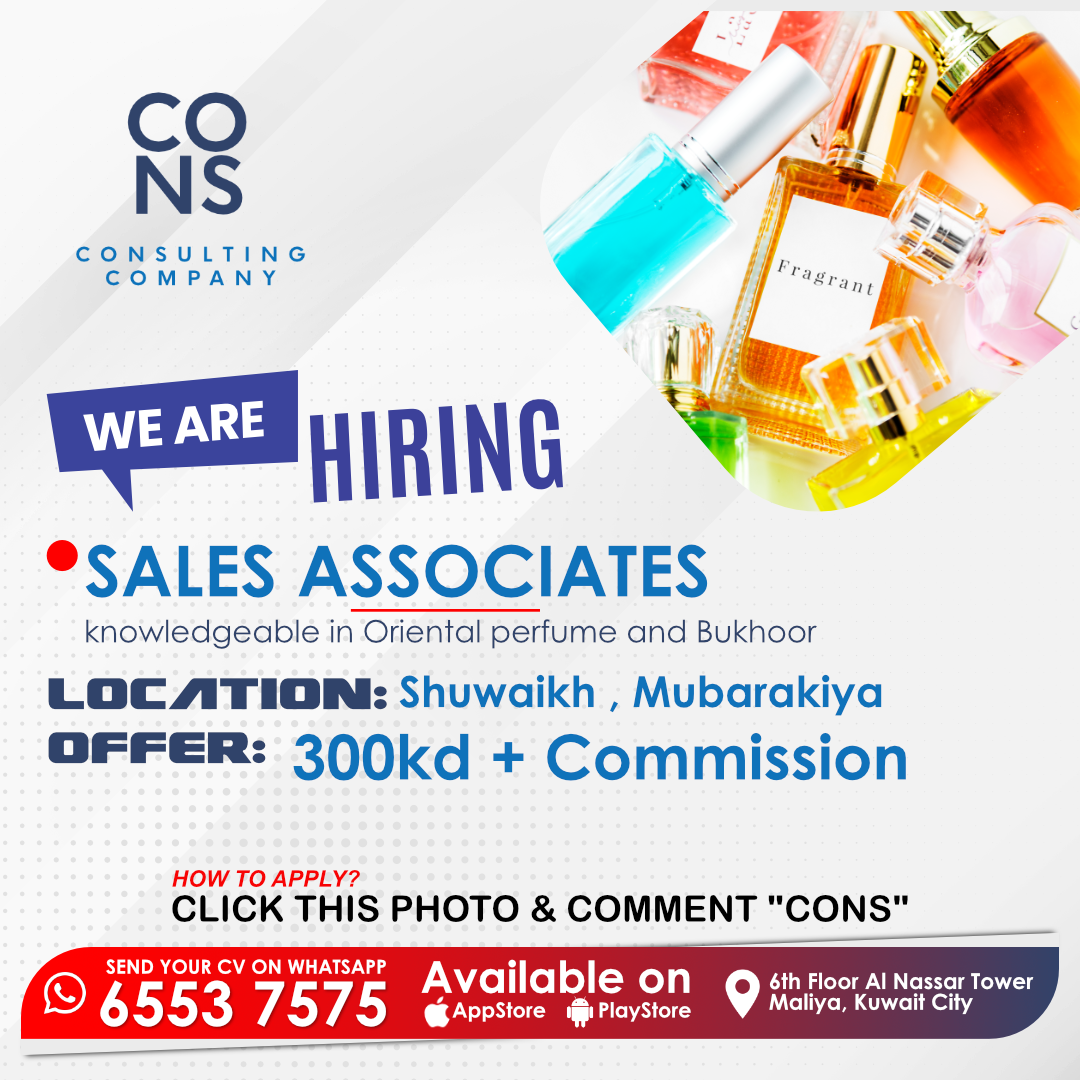 CO
NS
CONSULTING
COMPANY
Fragrant
WE ARE
HIRING
SALES ASSOCIATES
knowledgeable in Oriental perfume and Bukhoor
LOCATION: Shuwaikh , Mubarakiya
OFFER: 300kd + Commission
HOW TO APPLY?
CLICK THIS PHOTO & COMMENT "CONS"
SEND YOUR CV ON WHATSAPP
6553 7575
Available on
AppStore PlayStore
6th Floor Al Nassar Tower
Maliya, Kuwait City